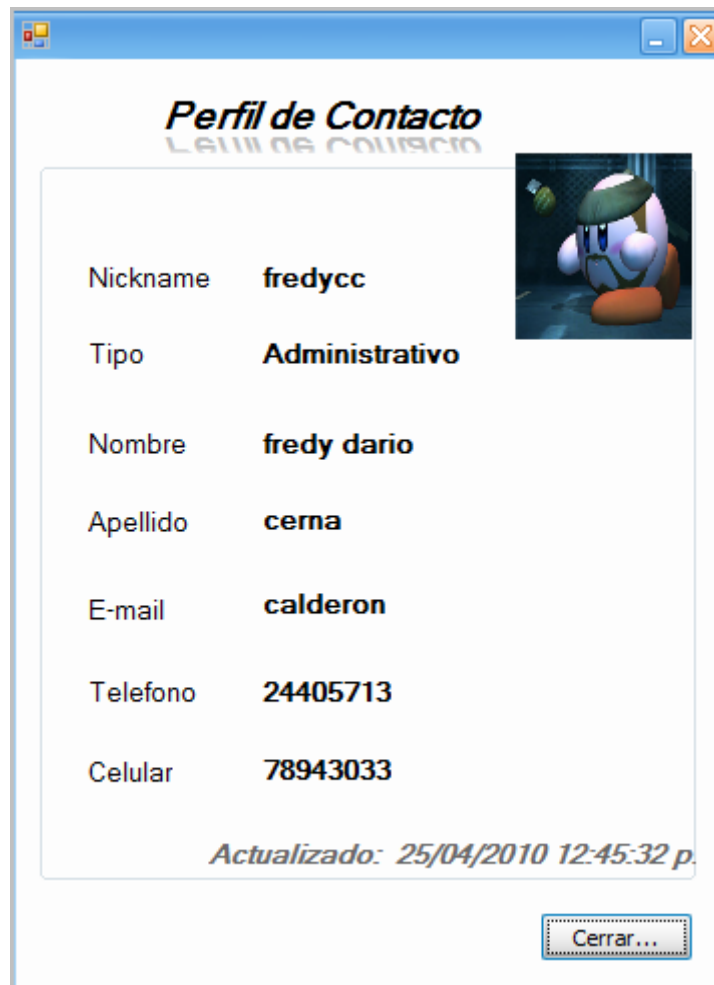 Perfil de Contacto
Nickname fredycc
Tipo Administrativo
Nombre fredy dario
Apellido cerna
E-mail calderon
Telefono 24405713
Celular 78943033
Actualizado: 25/04/2010 12:45:32 p.
Cerrar...